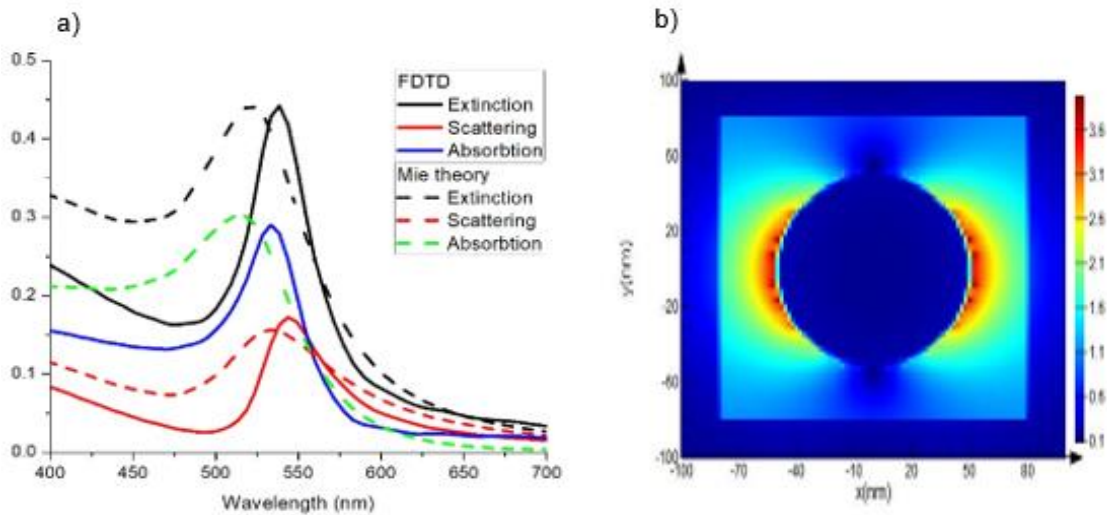 a)
0.5
0.4
0.3
0.2
0.1
0.0
400
450
500
550
600
650
700
Wavelength (nm)
FDTD
Extinction
Scattering
Absorbtion
Mie theory
Extinction
Scattering
Absorbtion
b)
100
60
20
-20
-60
-100
y(nm)
-100
-70
-40
-10
20
50
80
x(nm)
3.6
3.1
2.6
2.1
1.6
1.1
0.6
0.1